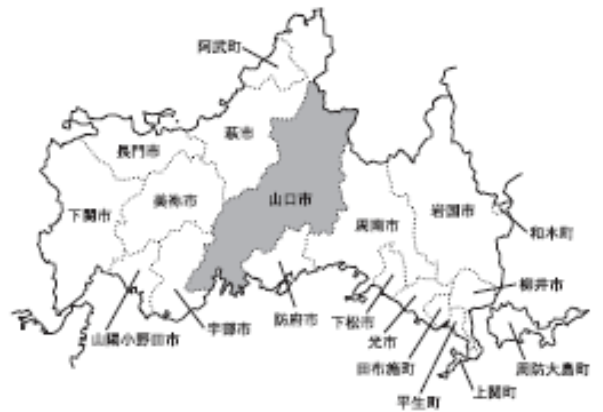 阿武町
萩市
長門市
美祢市
山口市
下関市
周南市
岩国市
和木町
柳井市
防府市
下松市
宇部市
山陽小野田市
光市
田布施町
周防大島町
上関町
平生町